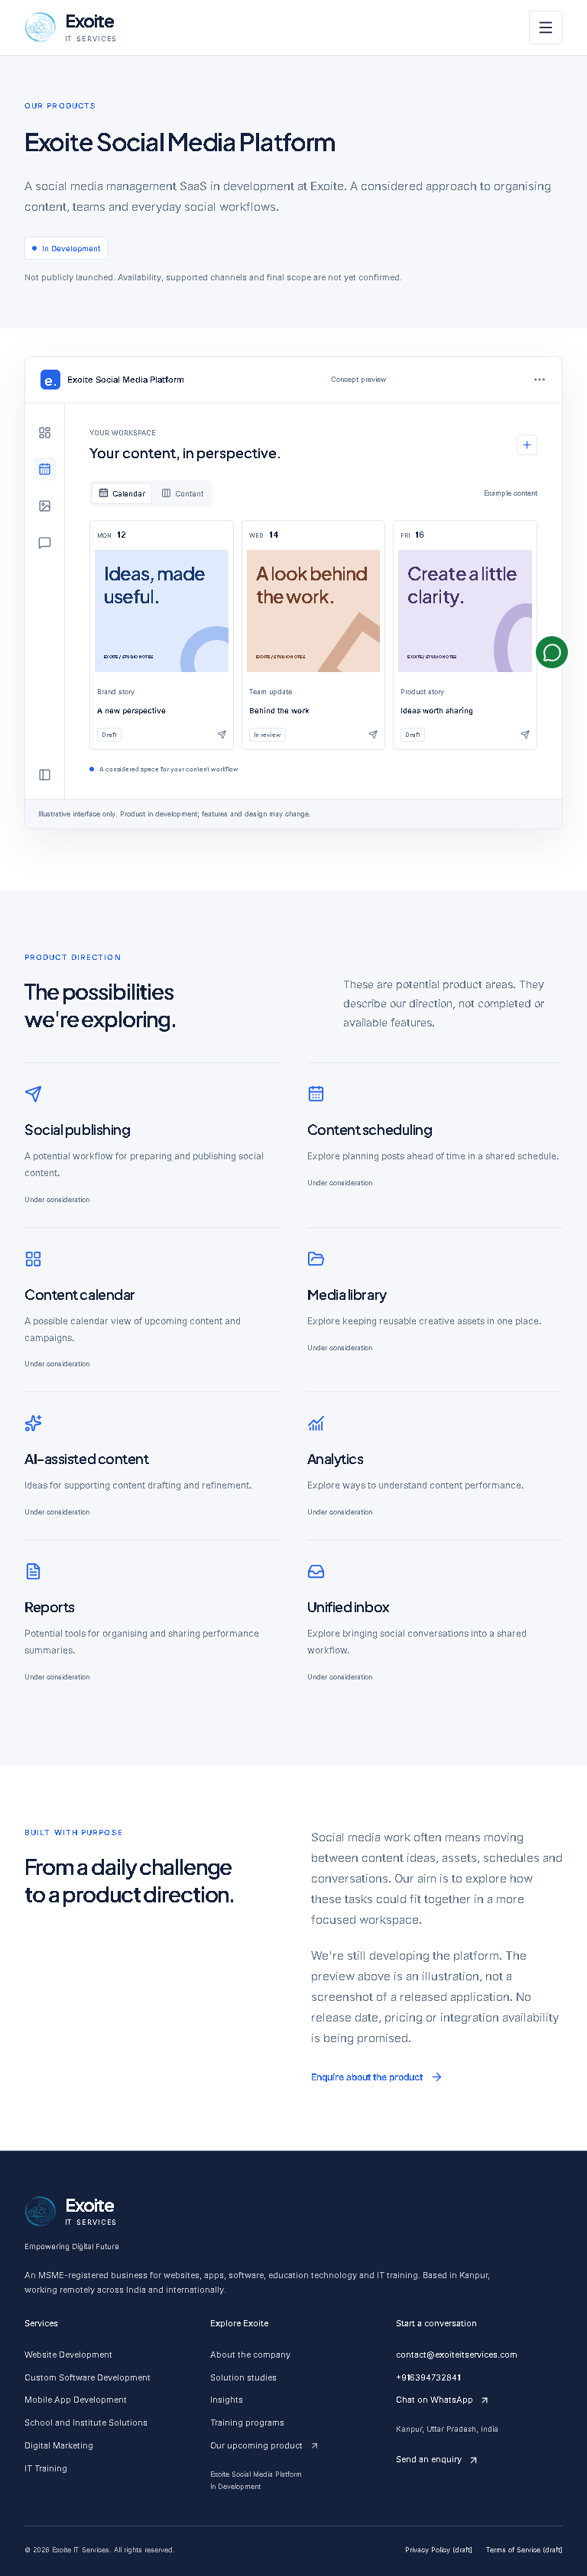 Exoite
IT SERVICES
OUR PRODUCTS
Exoite Social Media Platform
A social media management SaaS in development at Exoite. A considered approach to organising
content, teams and everyday social workflows.
In Development
Not publicly launched. Availability, supported channels and final scope are not yet confirmed.
e.
Exoite Social Media Platform
Concept preview
YOUR WORKSPACE
Your content, in perspective.
Calendar
Content
Example content
MON 12
WED 14
FRI 16
Ideas, made
useful.
EXOITE / STUDIO NOTES
A look behind
the work.
EXOITE / STUDIO NOTES
Create a little
clarity.
EXOITE / STUDIO NOTES
Brand story
A new perspective
Draft
Team update
Behind the work
In review
Product story
Ideas worth sharing
Draft
A considered space for your content workflow
Illustrative interface only. Product in development; features and design may change.
PRODUCT DIRECTION
The possibilities
we're exploring.
These are potential product areas. They
describe our direction, not completed or
available features.
Social publishing
A potential workflow for preparing and publishing social
content.
Under consideration
Content scheduling
Explore planning posts ahead of time in a shared schedule.
Under consideration
Content calendar
A possible calendar view of upcoming content and
campaigns.
Under consideration
Media library
Explore keeping reusable creative assets in one place.
Under consideration
AI-assisted content
Ideas for supporting content drafting and refinement.
Under consideration
Analytics
Explore ways to understand content performance.
Under consideration
Reports
Potential tools for organising and sharing performance
summaries.
Under consideration
Unified inbox
Explore bringing social conversations into a shared
workflow.
Under consideration
BUILT WITH PURPOSE
From a daily challenge
to a product direction.
Social media work often means moving
between content ideas, assets, schedules and
conversations. Our aim is to explore how
these tasks could fit together in a more
focused workspace.
We're still developing the platform. The
preview above is an illustration, not a
screenshot of a released application. No
release date, pricing or integration availability
is being promised.
Enquire about the product
Exoite
IT SERVICES
Empowering Digital Future
An MSME-registered business for websites, apps, software, education technology and IT training. Based in Kanpur,
working remotely across India and internationally.
Services
Website Development
Custom Software Development
Mobile App Development
School and Institute Solutions
Digital Marketing
IT Training
Explore Exoite
About the company
Solution studies
Insights
Training programs
Our upcoming product
Exoite Social Media Platform
In Development
Start a conversation
contact@exoiteitservices.com
+916394732841
Chat on WhatsApp
Kanpur, Uttar Pradesh, India
Send an enquiry
© 2026 Exoite IT Services. All rights reserved.
Privacy Policy (draft)
Terms of Service (draft)